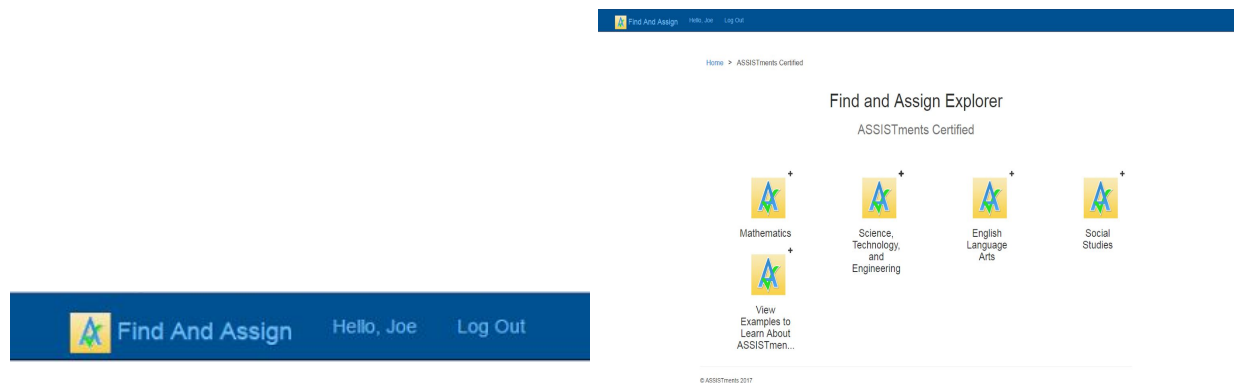 Find And Assign Hello, Joe Log Out
Find And Assign Hello, Joe Log Out
Home > ASSISTments Certified
Find and Assign Explorer
ASSISTments Certified
+ + + +
Mathematics
Science,
Technology,
and
Engineering
English
Language
Arts
Social
Studies
+
View
Examples to
Learn About
ASSISTmen...
© ASSISTments 2017